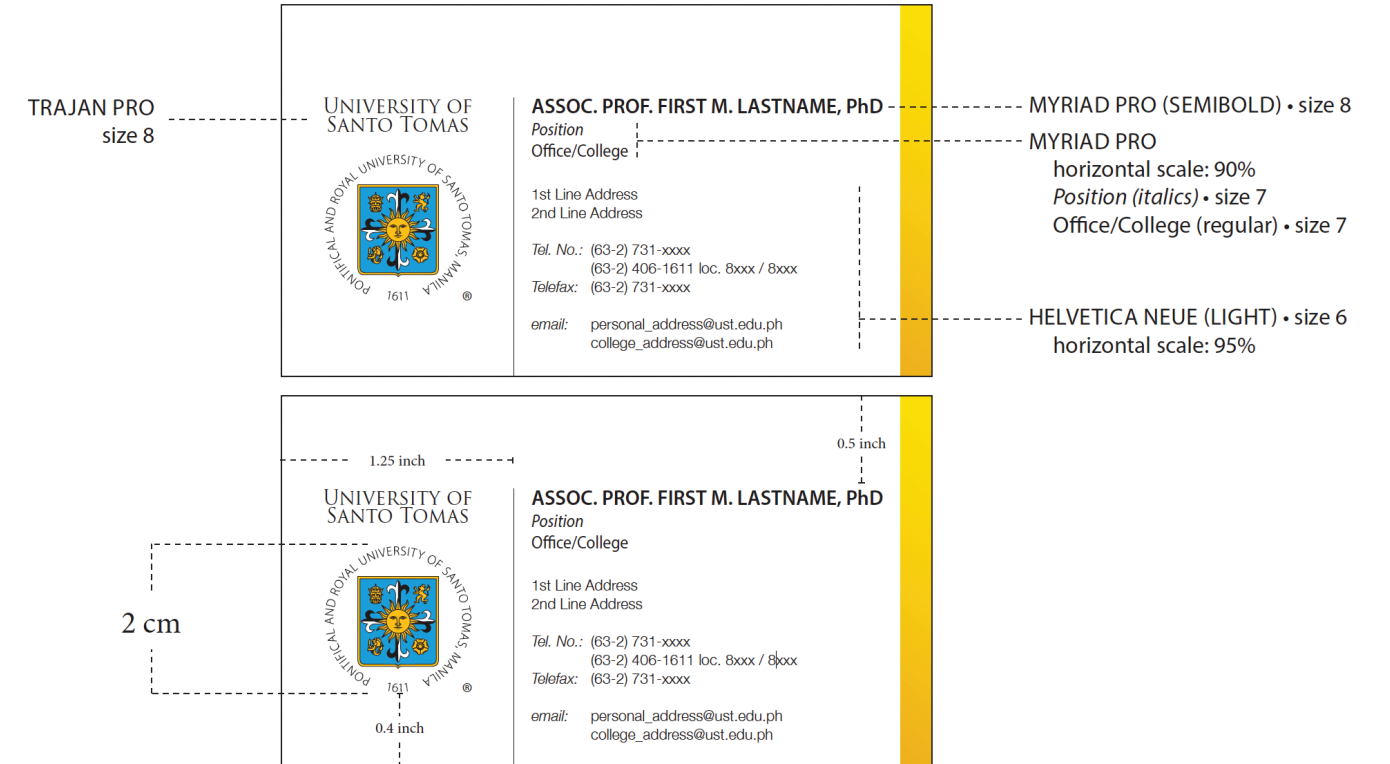 TRAJAN PRO
size 8
UNIVERSITY OF
SANTO TOMAS
PONTIFICAL AND ROYAL UNIVERSITY OF SANTO TOMAS, MANILA
1611
®
ASSOC. PROF. FIRST M. LASTNAME, PhD
Position
Office/College
1st Line Address
2nd Line Address
Tel. No.: (63-2) 731-xxxx
(63-2) 406-1611 loc. 8xxx / 8xxx
Telefax: (63-2) 731-xxxx
email: personal_address@ust.edu.ph
college_address@ust.edu.ph
MYRIAD PRO (SEMIBOLD) • size 8
MYRIAD PRO
horizontal scale: 90%
Position (italics) • size 7
Office/College (regular) • size 7
HELVETICA NEUE (LIGHT) • size 6
horizontal scale: 95%
0.5 inch
1.25 inch
UNIVERSITY OF
SANTO TOMAS
2 cm
PONTIFICAL AND ROYAL UNIVERSITY OF SANTO TOMAS, MANILA
1611
®
0.4 inch
ASSOC. PROF. FIRST M. LASTNAME, PhD
Position
Office/College
1st Line Address
2nd Line Address
Tel. No.: (63-2) 731-xxxx
(63-2) 406-1611 loc. 8xxx / 8xxx
Telefax: (63-2) 731-xxxx
email: personal_address@ust.edu.ph
college_address@ust.edu.ph